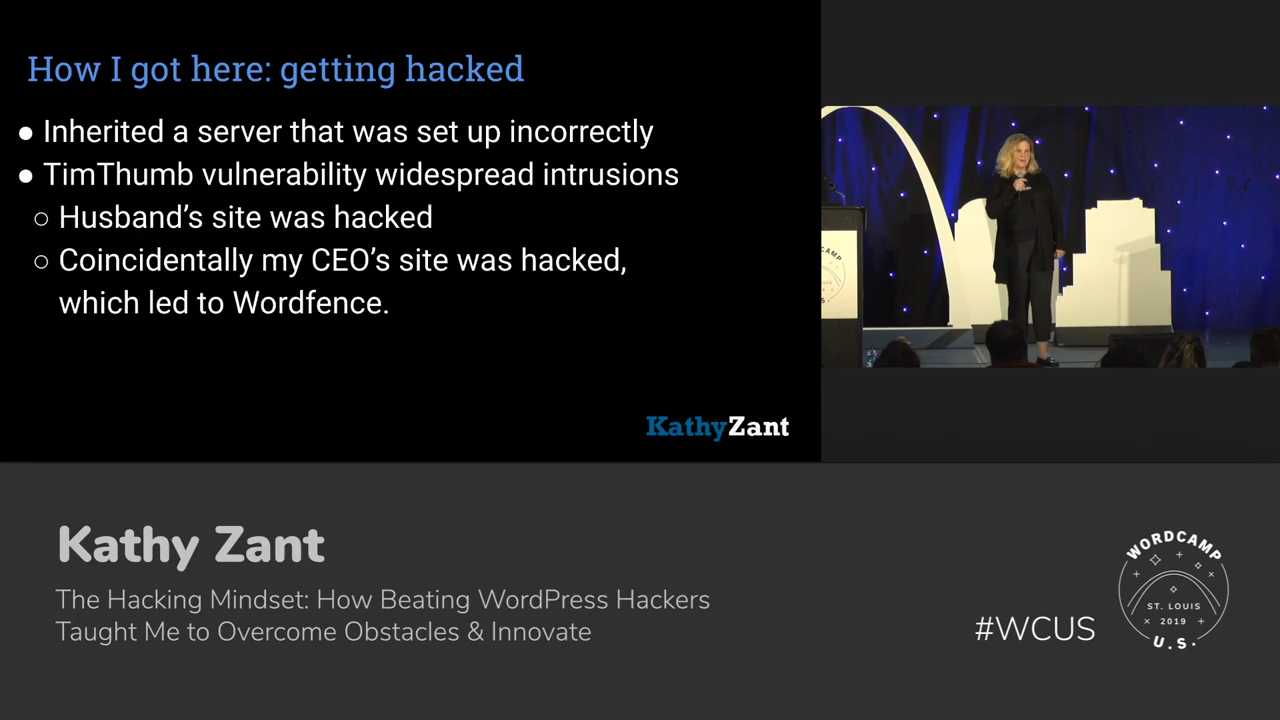 How I got here: getting hacked
● Inherited a server that was set up incorrectly
● TimThumb vulnerability widespread intrusions
○ Husband’s site was hacked
○ Coincidentally my CEO’s site was hacked,
which led to Wordfence.
KathyZant
Kathy Zant
The Hacking Mindset: How Beating WordPress Hackers
Taught Me to Overcome Obstacles & Innovate
#WCUS
WORDCAMP
ST. LOUIS
2019
U.S.